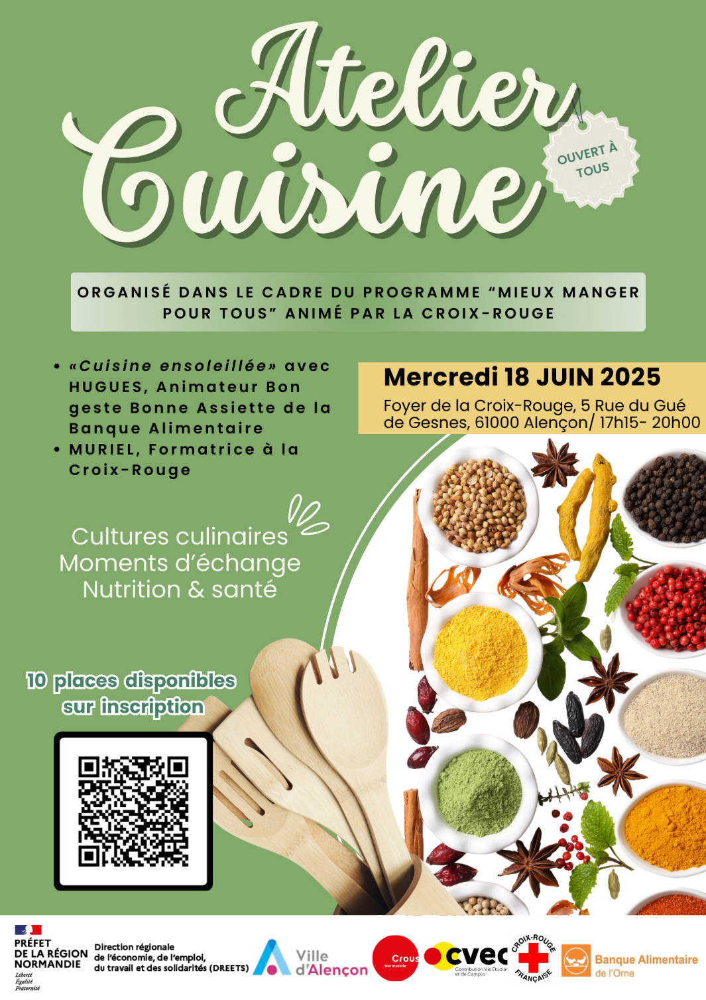 Atelier
Cuisine
OUVERT À
TOUS
ORGANISÉ DANS LE CADRE DU PROGRAMME “MIEUX MANGER
POUR TOUS” ANIMÉ PAR LA CROIX-ROUGE
• «Cuisine ensoleillée» avec
HUGUES, Animateur Bon
geste Bonne Assiette de la
Banque Alimentaire
• MURIEL, Formatrice à la
Croix-Rouge
Mercredi 18 JUIN 2025
Foyer de la Croix-Rouge, 5 Rue du Gué
de Gesnes, 61000 Alençon/ 17h15- 20h00
Cultures culinaires
Moments d’échange
Nutrition & santé
10 places disponibles
sur inscription
PRÉFET
DE LA RÉGION
NORMANDIE
Liberté
Égalité
Fraternité
Direction régionale
de l’économie, de l’emploi,
du travail et des solidarités (DREETS)
Ville
d’Alençon
Crous
Normandie
cvec
Contribution Vie Étudiar
et de Campus
CROIX-ROUGE
FRANÇAISE
Banque Alimentaire
de l’Orne